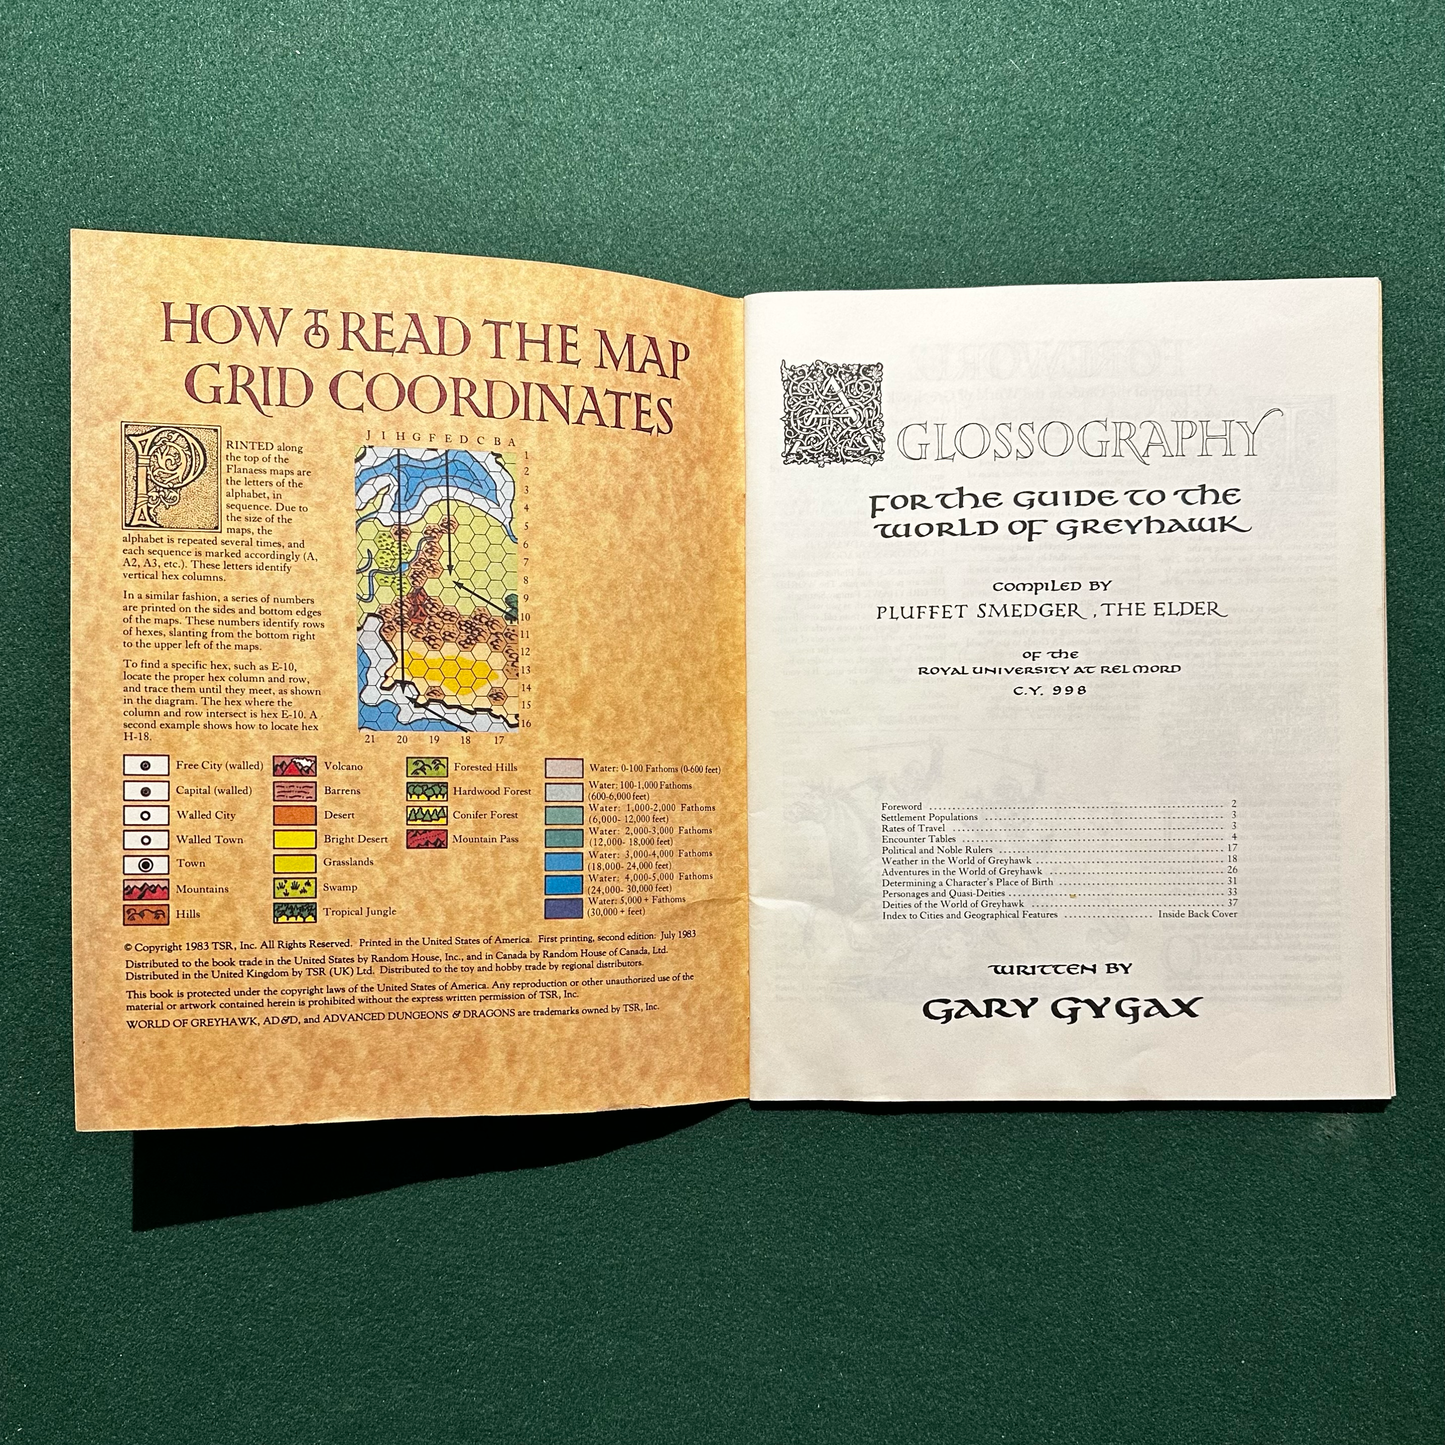 HOW TO READ THE MAP
GRID COORDINATES
PRINTED along
the top of the
Flanaess maps are
the letters of the
alphabet, in
sequence. Due to
the size of the
maps, the
alphabet is repeated several times, and
each sequence is marked accordingly (A,
A2, A3, etc.). These letters identify
vertical hex columns.
In a similar fashion, a series of numbers
are printed on the sides and bottom edges
of the maps. These numbers identify rows
of hexes, slanting from the bottom right
to the upper left of the maps.
To find a specific hex, such as E-10,
locate the proper hex column and row,
and trace them until they meet, as shown
in the diagram. The hex where the
column and row intersect is hex E-10. A
second example shows how to locate hex
H-18.
J I H G F E D C B A
1
2
3
4
5
6
7
8
9
10
11
12
13
14
15
16
21 20 19 18 17
Free City (walled)
Capital (walled)
Walled City
Walled Town
Town
Mountains
Hills
Volcano
Barrens
Desert
Bright Desert
Grasslands
Swamp
Tropical Jungle
Forested Hills
Hardwood Forest
Conifer Forest
Mountain Pass
Water: 0-100 Fathoms (0-600 feet)
Water: 100-1,000 Fathoms
(600-6,000 feet)
Water: 1,000-2,000 Fathoms
(6,000- 12,000 feet)
Water: 2,000-3,000 Fathoms
(12,000- 18,000 feet)
Water: 3,000-4,000 Fathoms
(18,000- 24,000 feet)
Water: 4,000-5,000 Fathoms
(24,000- 30,000 feet)
Water: 5,000 + Fathoms
(30,000 + feet)
© Copyright 1983 TSR, Inc. All Rights Reserved. Printed in the United States of America. First printing, second edition: July 1983
Distributed to the book trade in the United States by Random House, Inc., and in Canada by Random House of Canada, Ltd.
Distributed in the United Kingdom by TSR (UK) Ltd. Distributed to the toy and hobby trade by regional distributors.
This book is protected under the copyright laws of the United States of America. Any reproduction or other unauthorized use of the
material or artwork contained herein is prohibited without the express written permission of TSR, Inc.
WORLD OF GREYHAWK, AD&D, and ADVANCED DUNGEONS & DRAGONS are trademarks owned by TSR, Inc.
A GLOSSOGRAPHY
FOR THE GUIDE TO THE
WORLD OF GREYHAWK
COMPILED BY
PLUFFET SMEDGER, THE ELDER
OF THE
ROYAL UNIVERSITY AT REL MORD
C.Y. 998
Foreword 2
Settlement Populations 3
Rates of Travel 3
Encounter Tables 4
Political and Noble Rulers 17
Weather in the World of Greyhawk 18
Adventures in the World of Greyhawk 26
Determining a Character's Place of Birth 31
Personages and Quasi-Deities 33
Deities of the World of Greyhawk 37
Index to Cities and Geographical Features Inside Back Cover
WRITTEN BY
GARY GYGAX